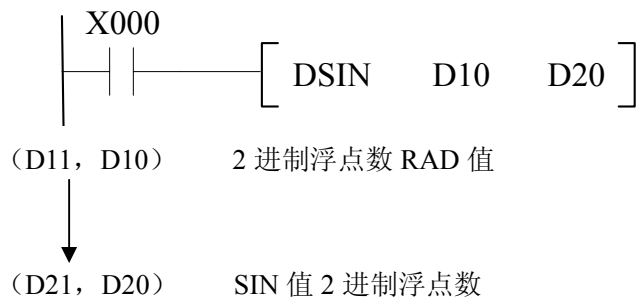 X000
DSIN D10 D20
（D11，D10） 2 进制浮点数 RAD 值
（D21，D20） SIN 值 2 进制浮点数